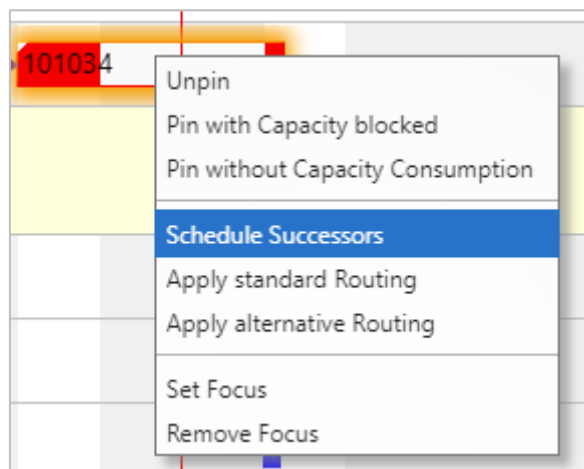 101034
Unpin
Pin with Capacity blocked
Pin without Capacity Consumption
Schedule Successors
Apply standard Routing
Apply alternative Routing
Set Focus
Remove Focus